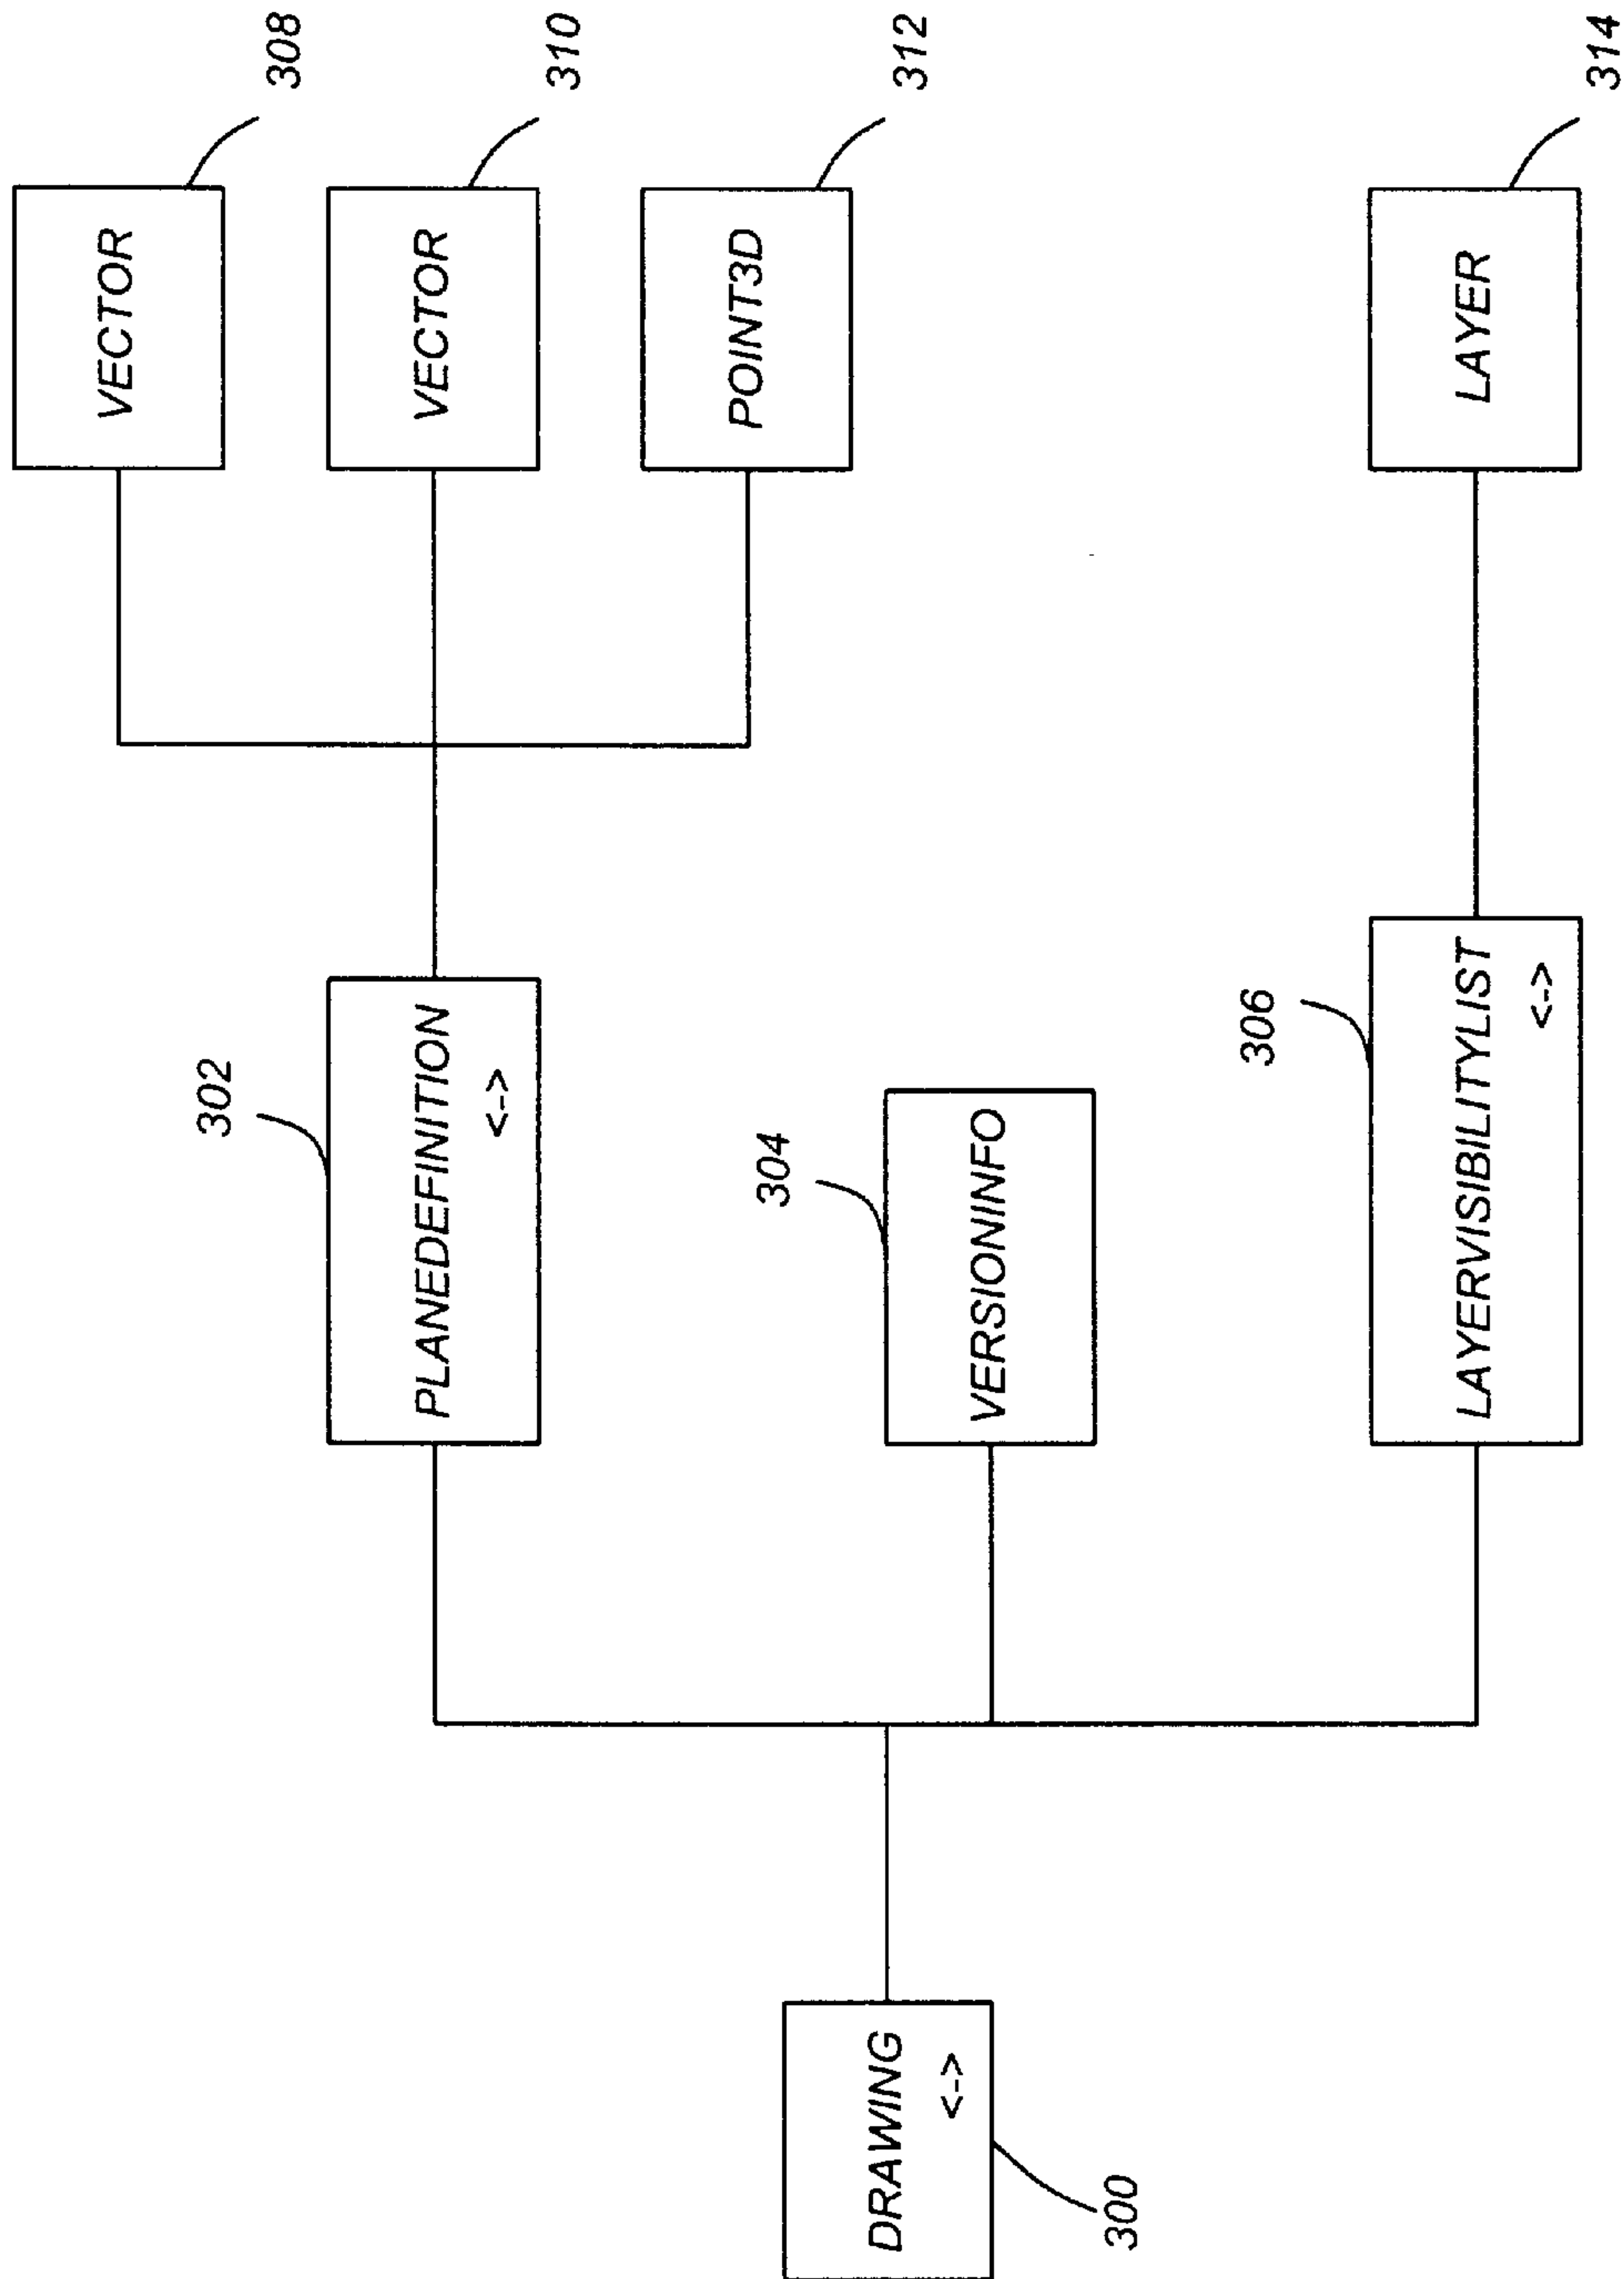 DRAWING
<->
300
PLANEDEFINITION
<->
302
VERSIONINFO
304
LAYERVISIBILITYLIST
<->
306
VECTOR
308
VECTOR
310
POINT3D
312
LAYER
314